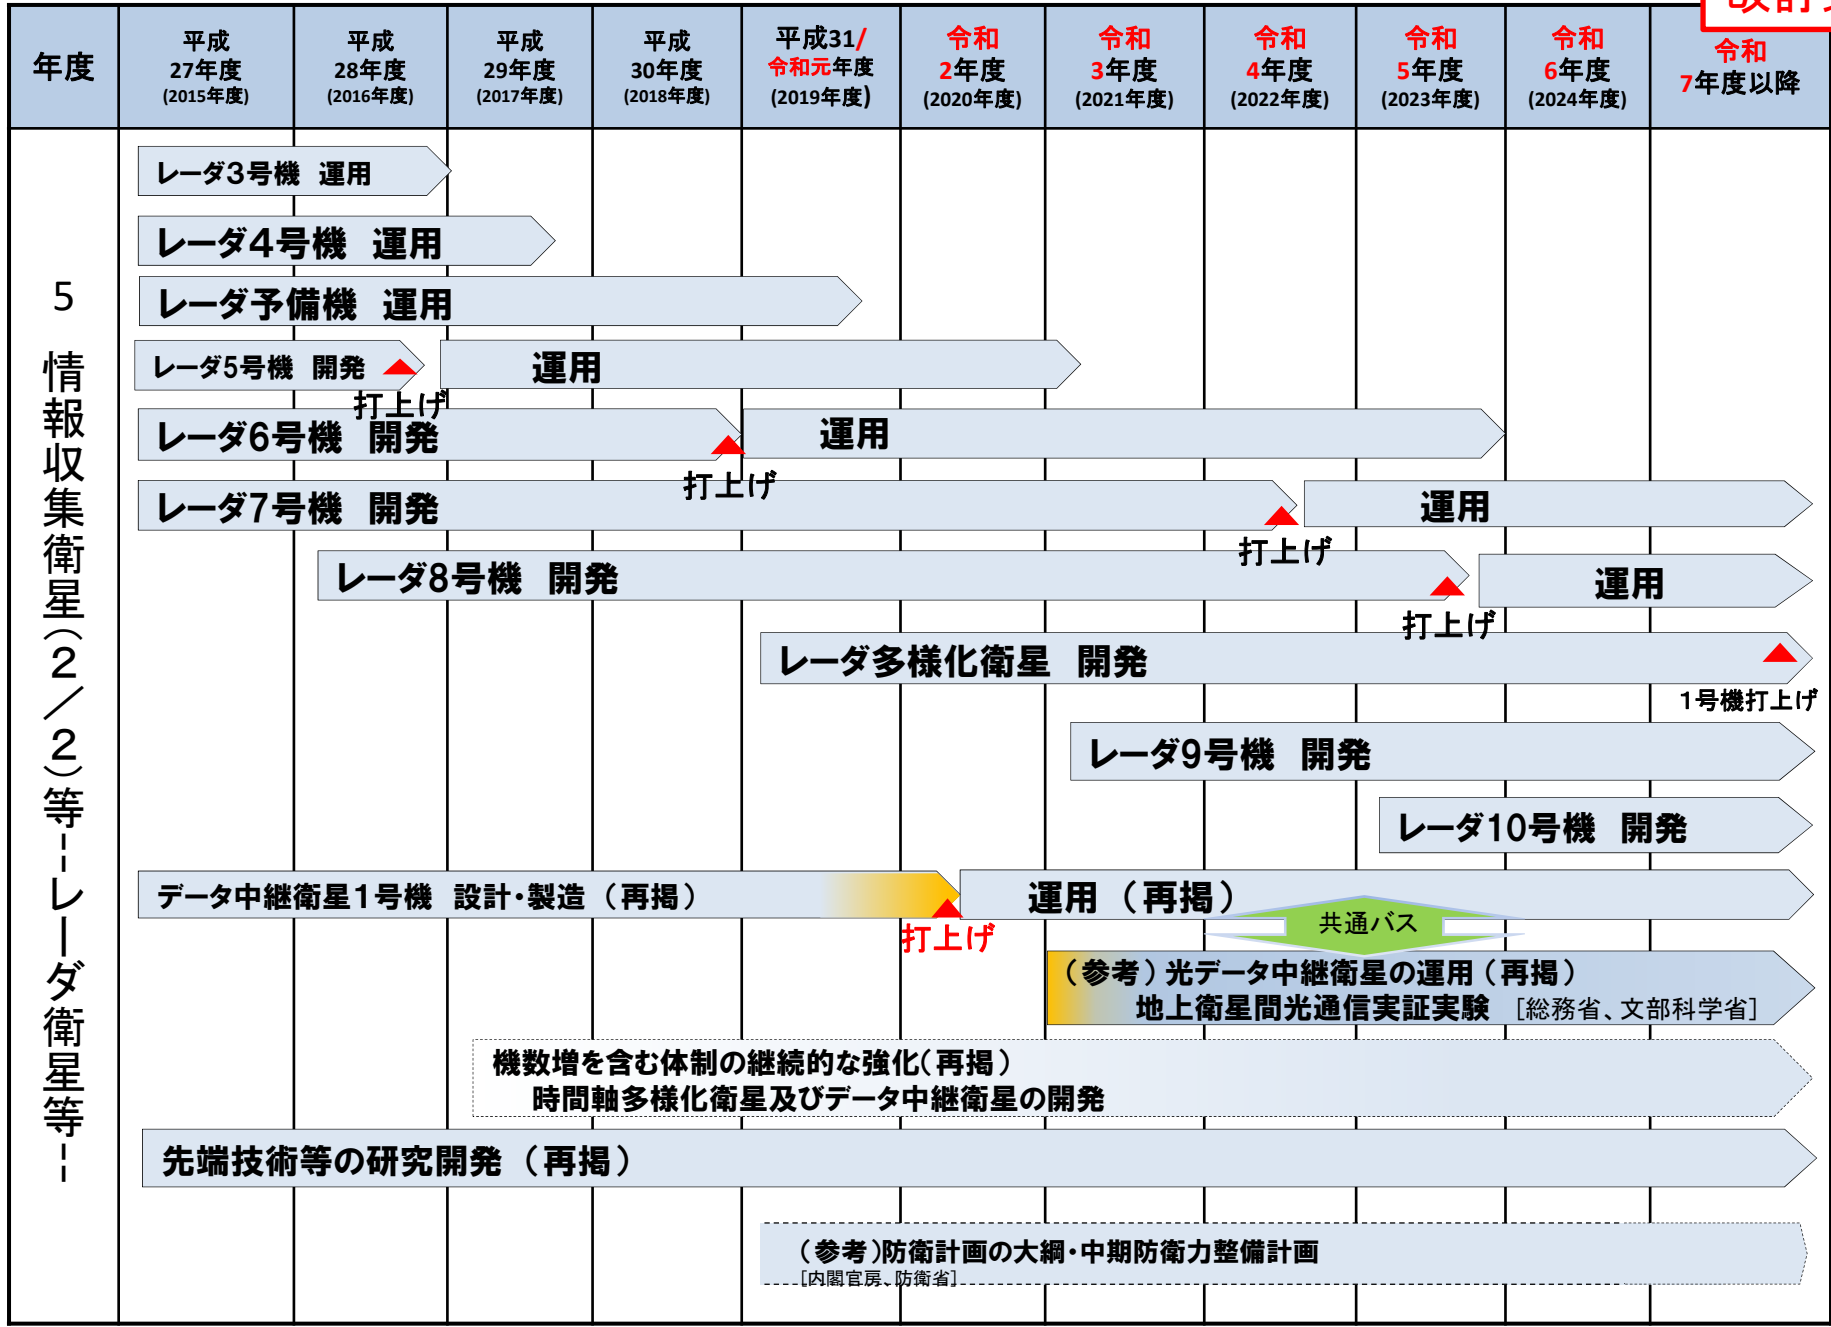 年度
平成
27年度
(2015年度)
平成
28年度
(2016年度)
平成
29年度
(2017年度)
平成
30年度
(2018年度)
平成31/
令和元年度
(2019年度)
令和
2年度
(2020年度)
令和
3年度
(2021年度)
令和
4年度
(2022年度)
令和
5年度
(2023年度)
令和
6年度
(2024年度)
令和
7年度以降
5 情報収集衛星(2/2)等--レーダ衛星等--
レーダ3号機 運用
レーダ4号機 運用
レーダ予備機 運用
レーダ5号機 開発
運用
打上げ
レーダ6号機 開発
運用
打上げ
レーダ7号機 開発
運用
打上げ
レーダ8号機 開発
運用
打上げ
レーダ多様化衛星 開発
1号機打上げ
レーダ9号機 開発
レーダ10号機 開発
データ中継衛星1号機 設計・製造(再掲)
運用(再掲)
打上げ
共通バス
(参考)光データ中継衛星の運用(再掲)
地上衛星間光通信実証実験 [総務省、文部科学省]
機数増を含む体制の継続的な強化(再掲)
時間軸多様化衛星及びデータ中継衛星の開発
先端技術等の研究開発(再掲)
(参考)防衛計画の大綱・中期防衛力整備計画
[内閣官房、防衛省]